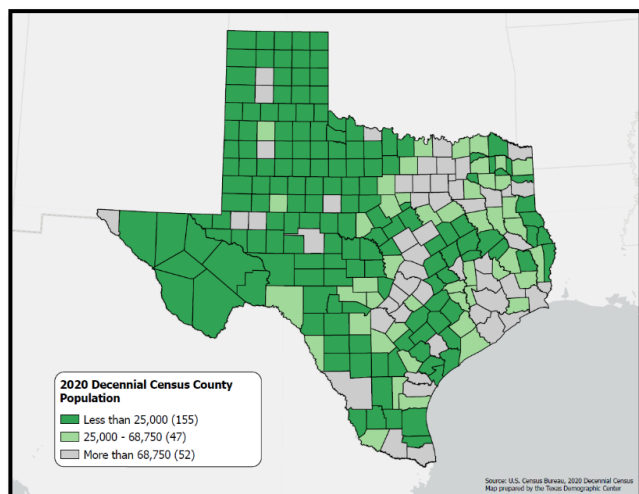 2020 Decennial Census County
Population
Less than 25,000 (155)
25,000 - 68,750 (47)
More than 68,750 (52)
Source: U.S. Census Bureau, 2020 Decennial Census
Map prepared by the Texas Demographic Center